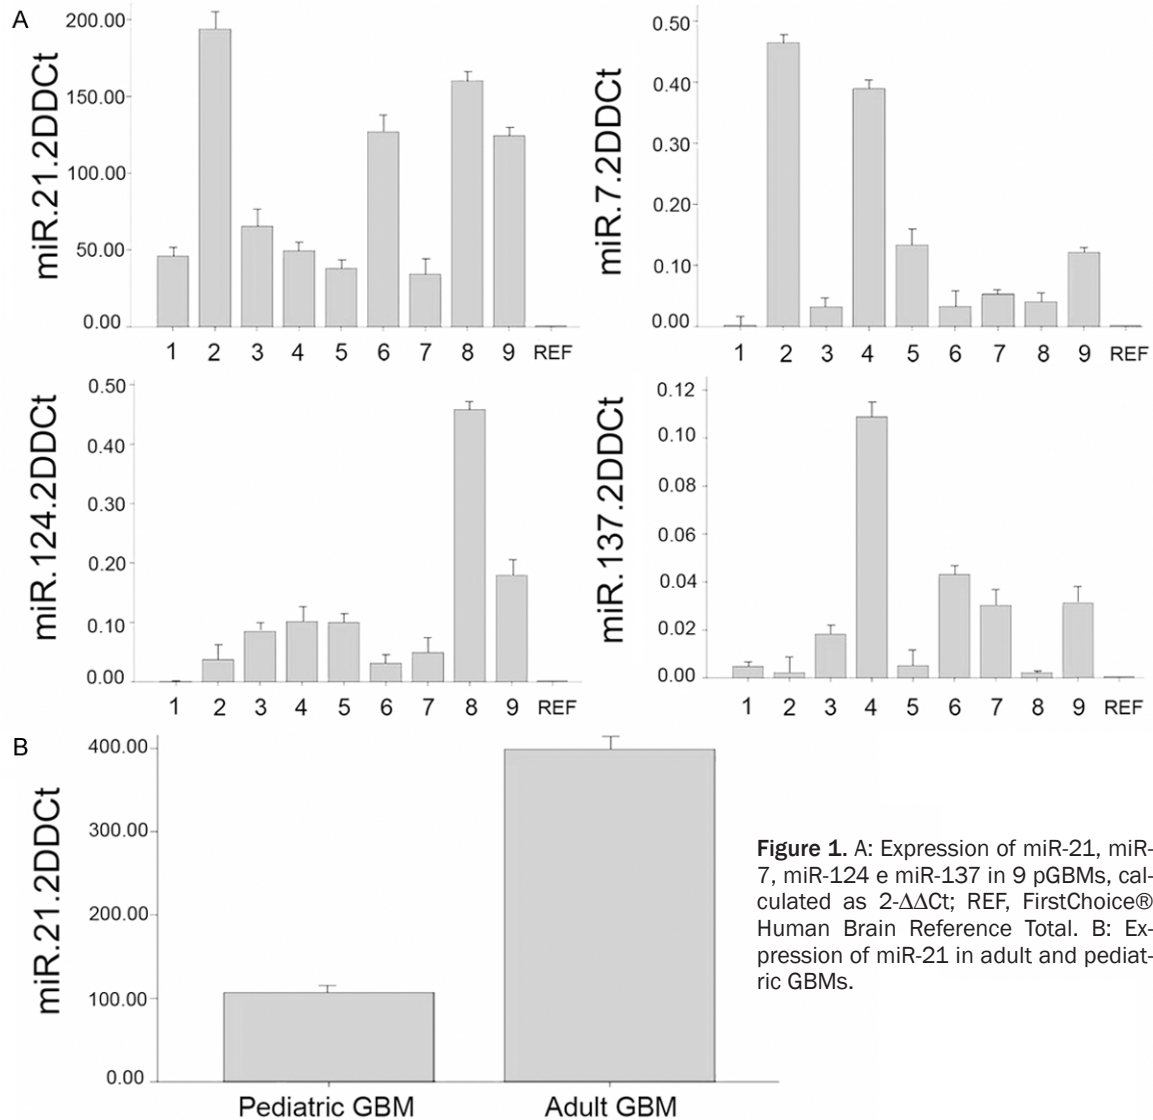 A
miR.21.2DDCt
200.00
150.00
100.00
50.00
0.00
1 2 3 4 5 6 7 8 9 REF
miR.7.2DDCt
0.50
0.40
0.30
0.20
0.10
0.00
1 2 3 4 5 6 7 8 9 REF
miR.124.2DDCt
0.50
0.40
0.30
0.20
0.10
0.00
1 2 3 4 5 6 7 8 9 REF
miR.137.2DDCt
0.12
0.10
0.08
0.06
0.04
0.02
0.00
1 2 3 4 5 6 7 8 9 REF
B
miR.21.2DDCt
400.00
300.00
200.00
100.00
0.00
Pediatric GBM Adult GBM
Figure 1. A: Expression of miR-21, miR-
7, miR-124 e miR-137 in 9 pGBMs, cal-
culated as 2-ΔΔCt; REF, FirstChoice®
Human Brain Reference Total. B: Ex-
pression of miR-21 in adult and pediat-
ric GBMs.